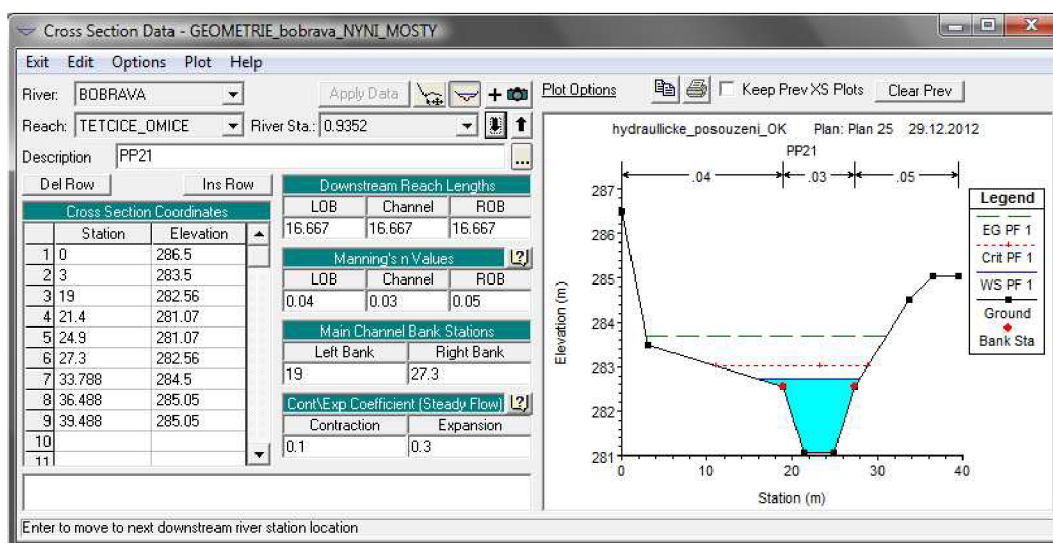 Cross Section Data - GEOMETRIE_bobrava_NYNI_MOSTY
Exit Edit Options Plot Help
River: BOBRAVA Apply Data
Plot Options Keep Prev XS Plots Clear Prev
Reach: TETCICE_OMICE River Sta.: 0.9352
Description PP21 ...
Del Row Ins Row
Cross Section Coordinates
Station Elevation
1 0 286.5
2 3 283.5
3 19 282.56
4 21.4 281.07
5 24.9 281.07
6 27.3 282.56
7 33.788 284.5
8 36.488 285.05
9 39.488 285.05
10
11
Downstream Reach Lengths
LOB Channel ROB
16.667 16.667 16.667
Manning's n Values
LOB Channel ROB
0.04 0.03 0.05
Main Channel Bank Stations
Left Bank Right Bank
19 27.3
Cont\Exp Coefficient (Steady Flow)
Contraction Expansion
0.1 0.3
hydraullicke_posouzeni_OK Plan: Plan 25 29.12.2012
PP21
.04 .03 .05
287
286
285
284
283
282
281
Elevation (m)
0 10 20 30 40
Station (m)
Legend
EG PF 1
Crit PF 1
WS PF 1
Ground
Bank Sta
Enter to move to next downstream river station location